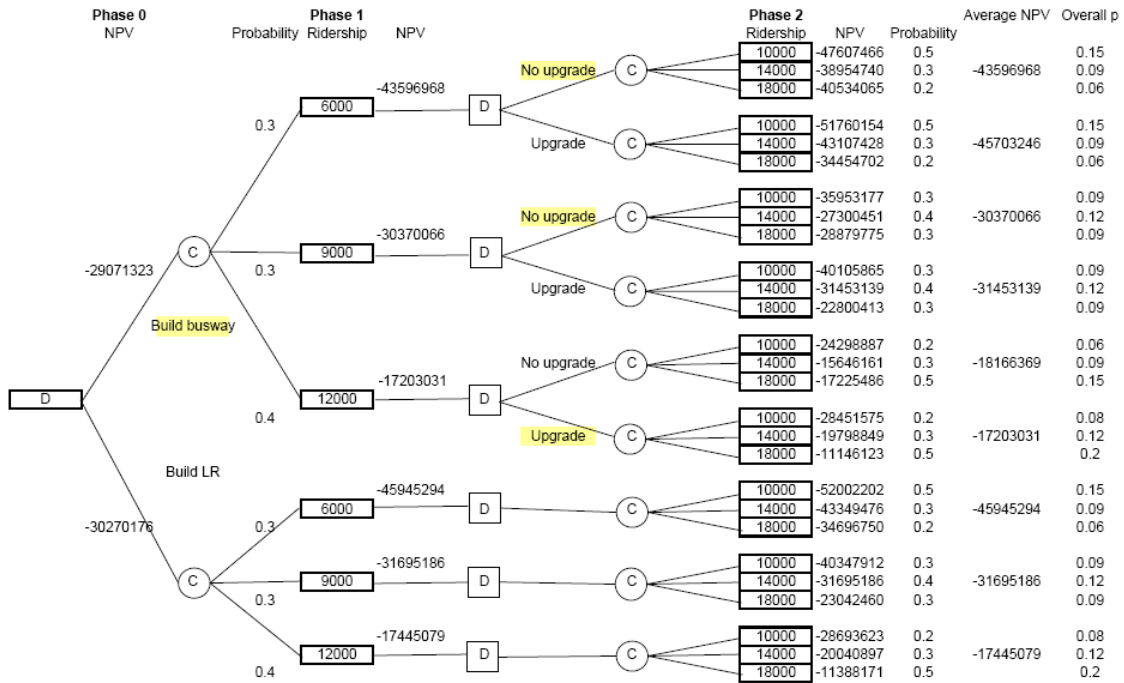 Phase 0 Phase 1 Phase 2 Average NPV Overall p
NPV Probability Ridership NPV Ridership NPV Probability
10000 -47607466 0.5 0.15
No upgrade C 14000 -38954740 0.3 -43596968 0.09
-43596968 18000 -40534065 0.2 0.06
6000 D
0.3 10000 -51760154 0.5 0.15
Upgrade C 14000 -43107428 0.3 -45703246 0.09
18000 -34454702 0.2 0.06
10000 -35953177 0.3 0.09
No upgrade C 14000 -27300451 0.4 -30370066 0.12
-30370066 18000 -28879775 0.3 0.09
C 9000 D
-29071323 0.3 10000 -40105865 0.3 0.09
Upgrade C 14000 -31453139 0.4 -31453139 0.12
18000 -22800413 0.3 0.09
Build busway
10000 -24298887 0.2 0.06
No upgrade C 14000 -15646161 0.3 -18166369 0.09
-17203031 18000 -17225486 0.5 0.15
D 12000 D
0.4 10000 -28451575 0.2 0.08
Upgrade C 14000 -19798849 0.3 -17203031 0.12
18000 -11146123 0.5 0.2
Build LR
-45945294 10000 -52002202 0.5 0.15
6000 D C 14000 -43349476 0.3 -45945294 0.09
-30270176 0.3 18000 -34696750 0.2 0.06
-31695186 10000 -40347912 0.3 0.09
C 9000 D C 14000 -31695186 0.4 -31695186 0.12
0.3 18000 -23042460 0.3 0.09
-17445079 10000 -28693623 0.2 0.08
12000 D C 14000 -20040897 0.3 -17445079 0.12
0.4 18000 -11388171 0.5 0.2